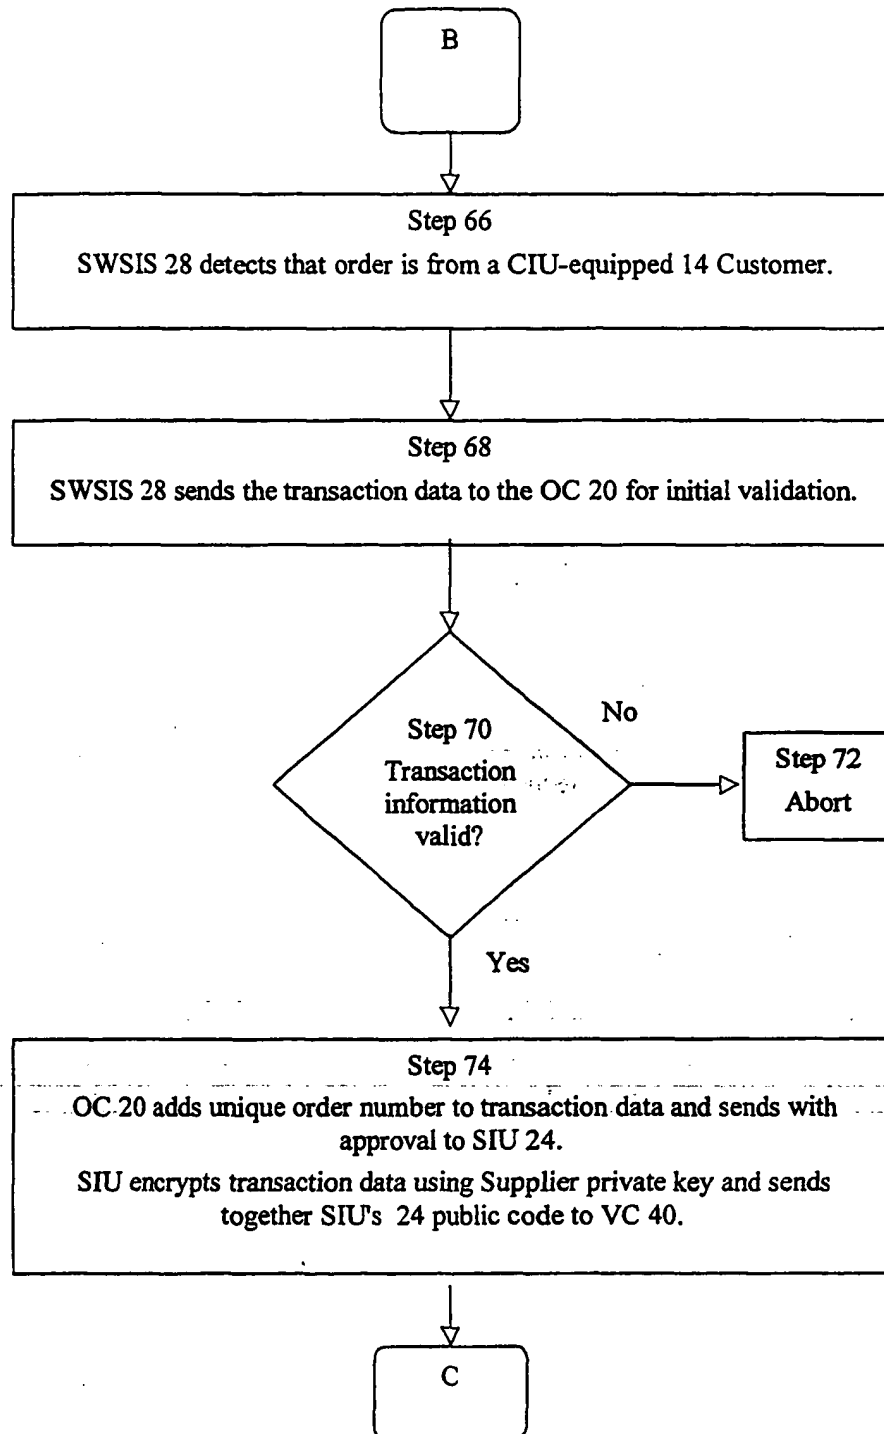 B
Step 66
SWSIS 28 detects that order is from a CIU-equipped 14 Customer.
Step 68
SWSIS 28 sends the transaction data to the OC 20 for initial validation.
Step 70
Transaction
information
valid?
No
Step 72
Abort
Yes
Step 74
OC 20 adds unique order number to transaction data and sends with
approval to SIU 24.
SIU encrypts transaction data using Supplier private key and sends
together SIU's 24 public code to VC 40.
C